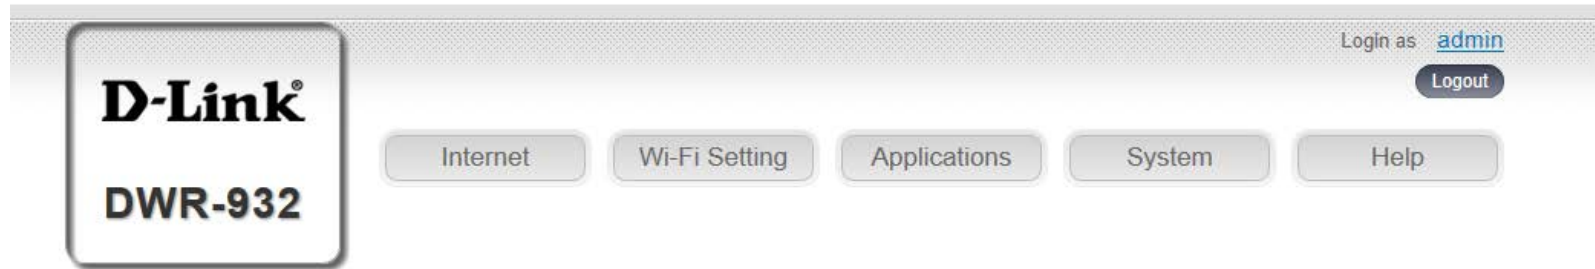 Login as admin
Logout
D-Link®
DWR-932
Internet Wi-Fi Setting Applications System Help